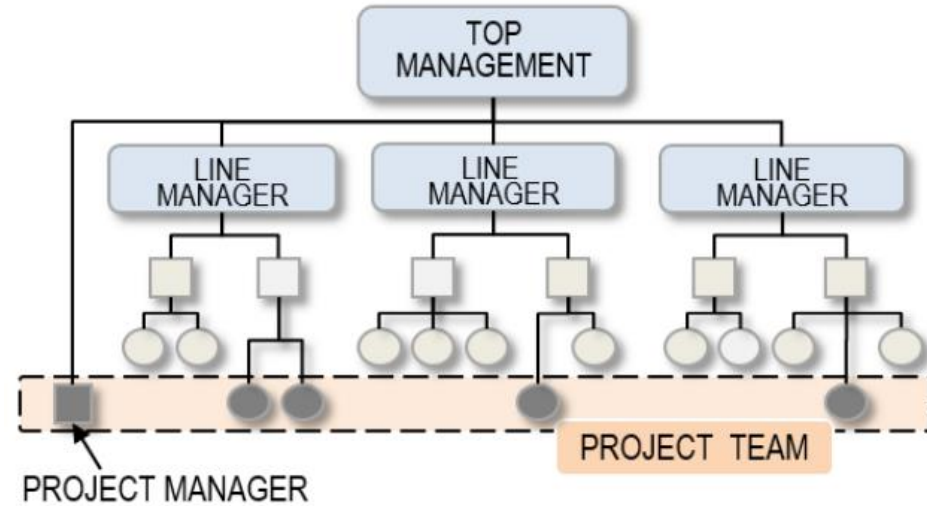 TOP
MANAGEMENT
LINE
MANAGER
LINE
MANAGER
LINE
MANAGER
PROJECT TEAM
PROJECT MANAGER